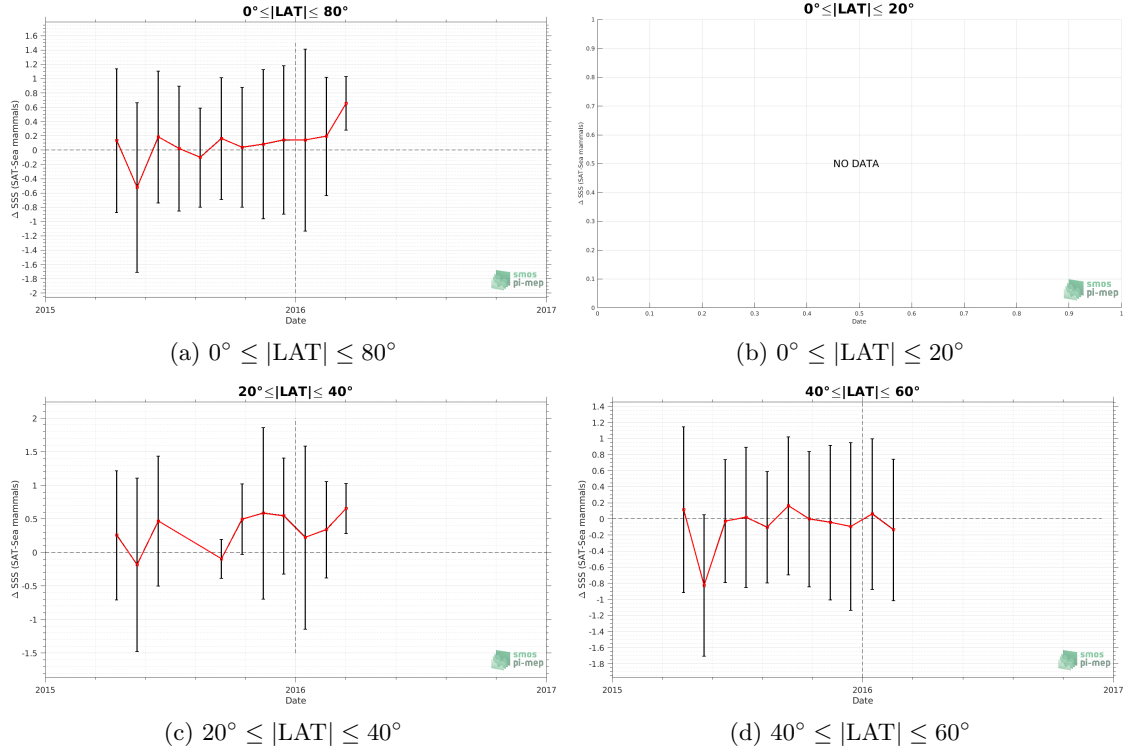 0°≤|LAT|≤ 80°
Δ SSS (SAT-Sea mammals)
1.6
1.4
1.2
1
0.8
0.6
0.4
0.2
0
-0.2
-0.4
-0.6
-0.8
-1
-1.2
-1.4
-1.6
-1.8
-2
smos
pi-mep
2015 2016 2017
Date
(a) 0° ≤ |LAT| ≤ 80°
0°≤|LAT|≤ 20°
Δ SSS (SAT-Sea mammals)
1
0.9
0.8
0.7
0.6
0.5
0.4
0.3
0.2
0.1
0
NO DATA
smos
pi-mep
0 0.1 0.2 0.3 0.4 0.5 0.6 0.7 0.8 0.9 1
Date
(b) 0° ≤ |LAT| ≤ 20°
20°≤|LAT|≤ 40°
Δ SSS (SAT-Sea mammals)
2
1.5
1
0.5
0
-0.5
-1
-1.5
smos
pi-mep
2015 2016 2017
Date
(c) 20° ≤ |LAT| ≤ 40°
40°≤|LAT|≤ 60°
Δ SSS (SAT-Sea mammals)
1.4
1.2
1
0.8
0.6
0.4
0.2
0
-0.2
-0.4
-0.6
-0.8
-1
-1.2
-1.4
-1.6
-1.8
smos
pi-mep
2015 2016 2017
Date
(d) 40° ≤ |LAT| ≤ 60°